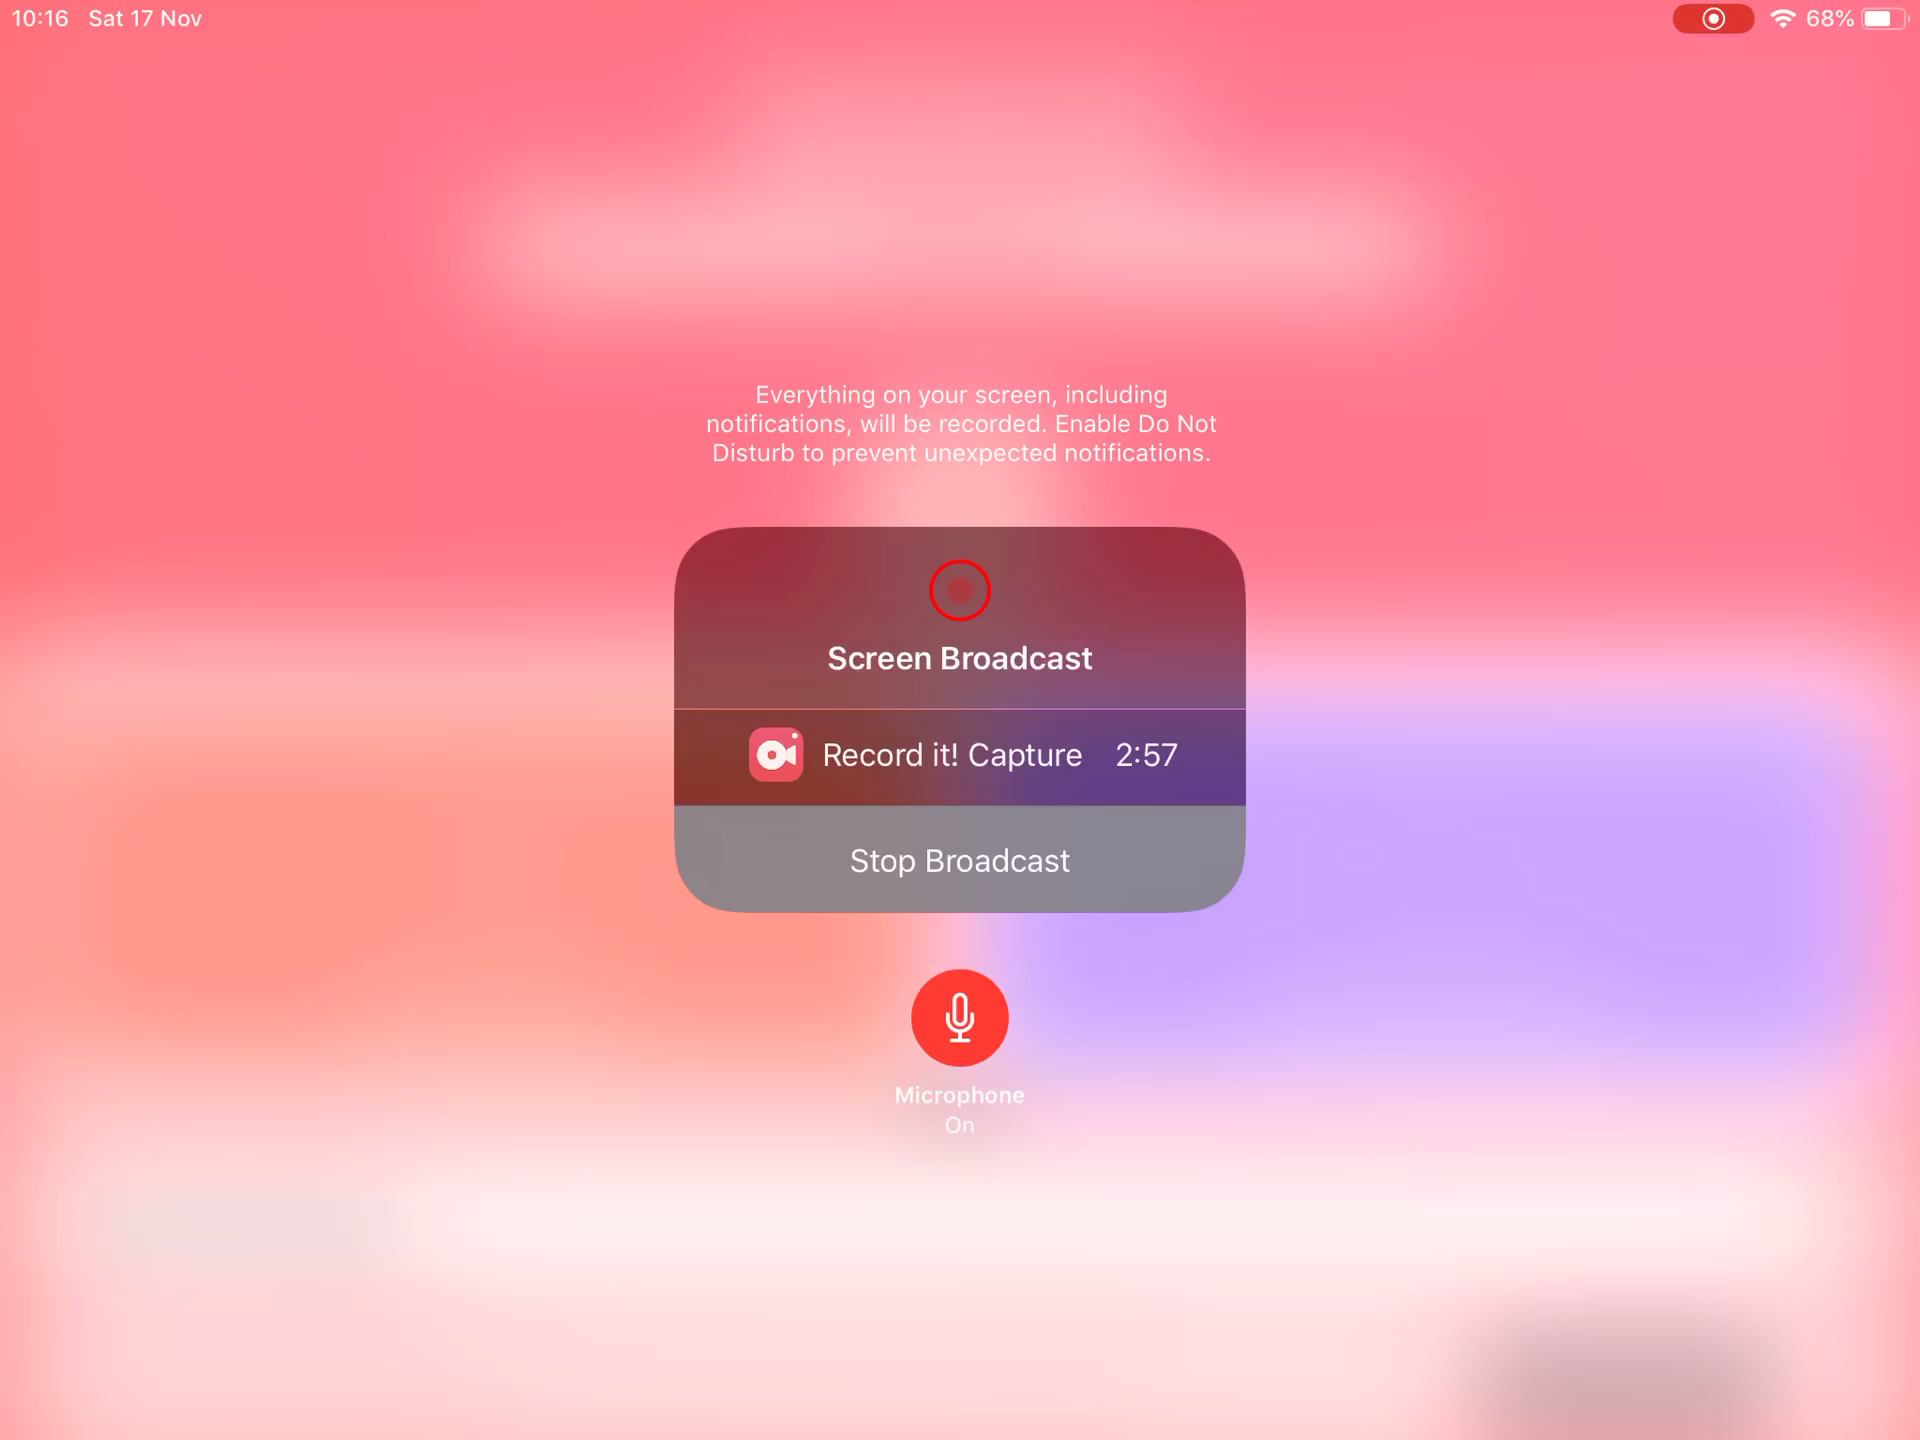 10:16 Sat 17 Nov
68%
Everything on your screen, including
notifications, will be recorded. Enable Do Not
Disturb to prevent unexpected notifications.
Screen Broadcast
Record it! Capture 2:57
Stop Broadcast
Microphone
On